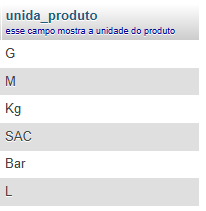 unida_produto
esse campo mostra a unidade do produto
G
M
Kg
SAC
Bar
L